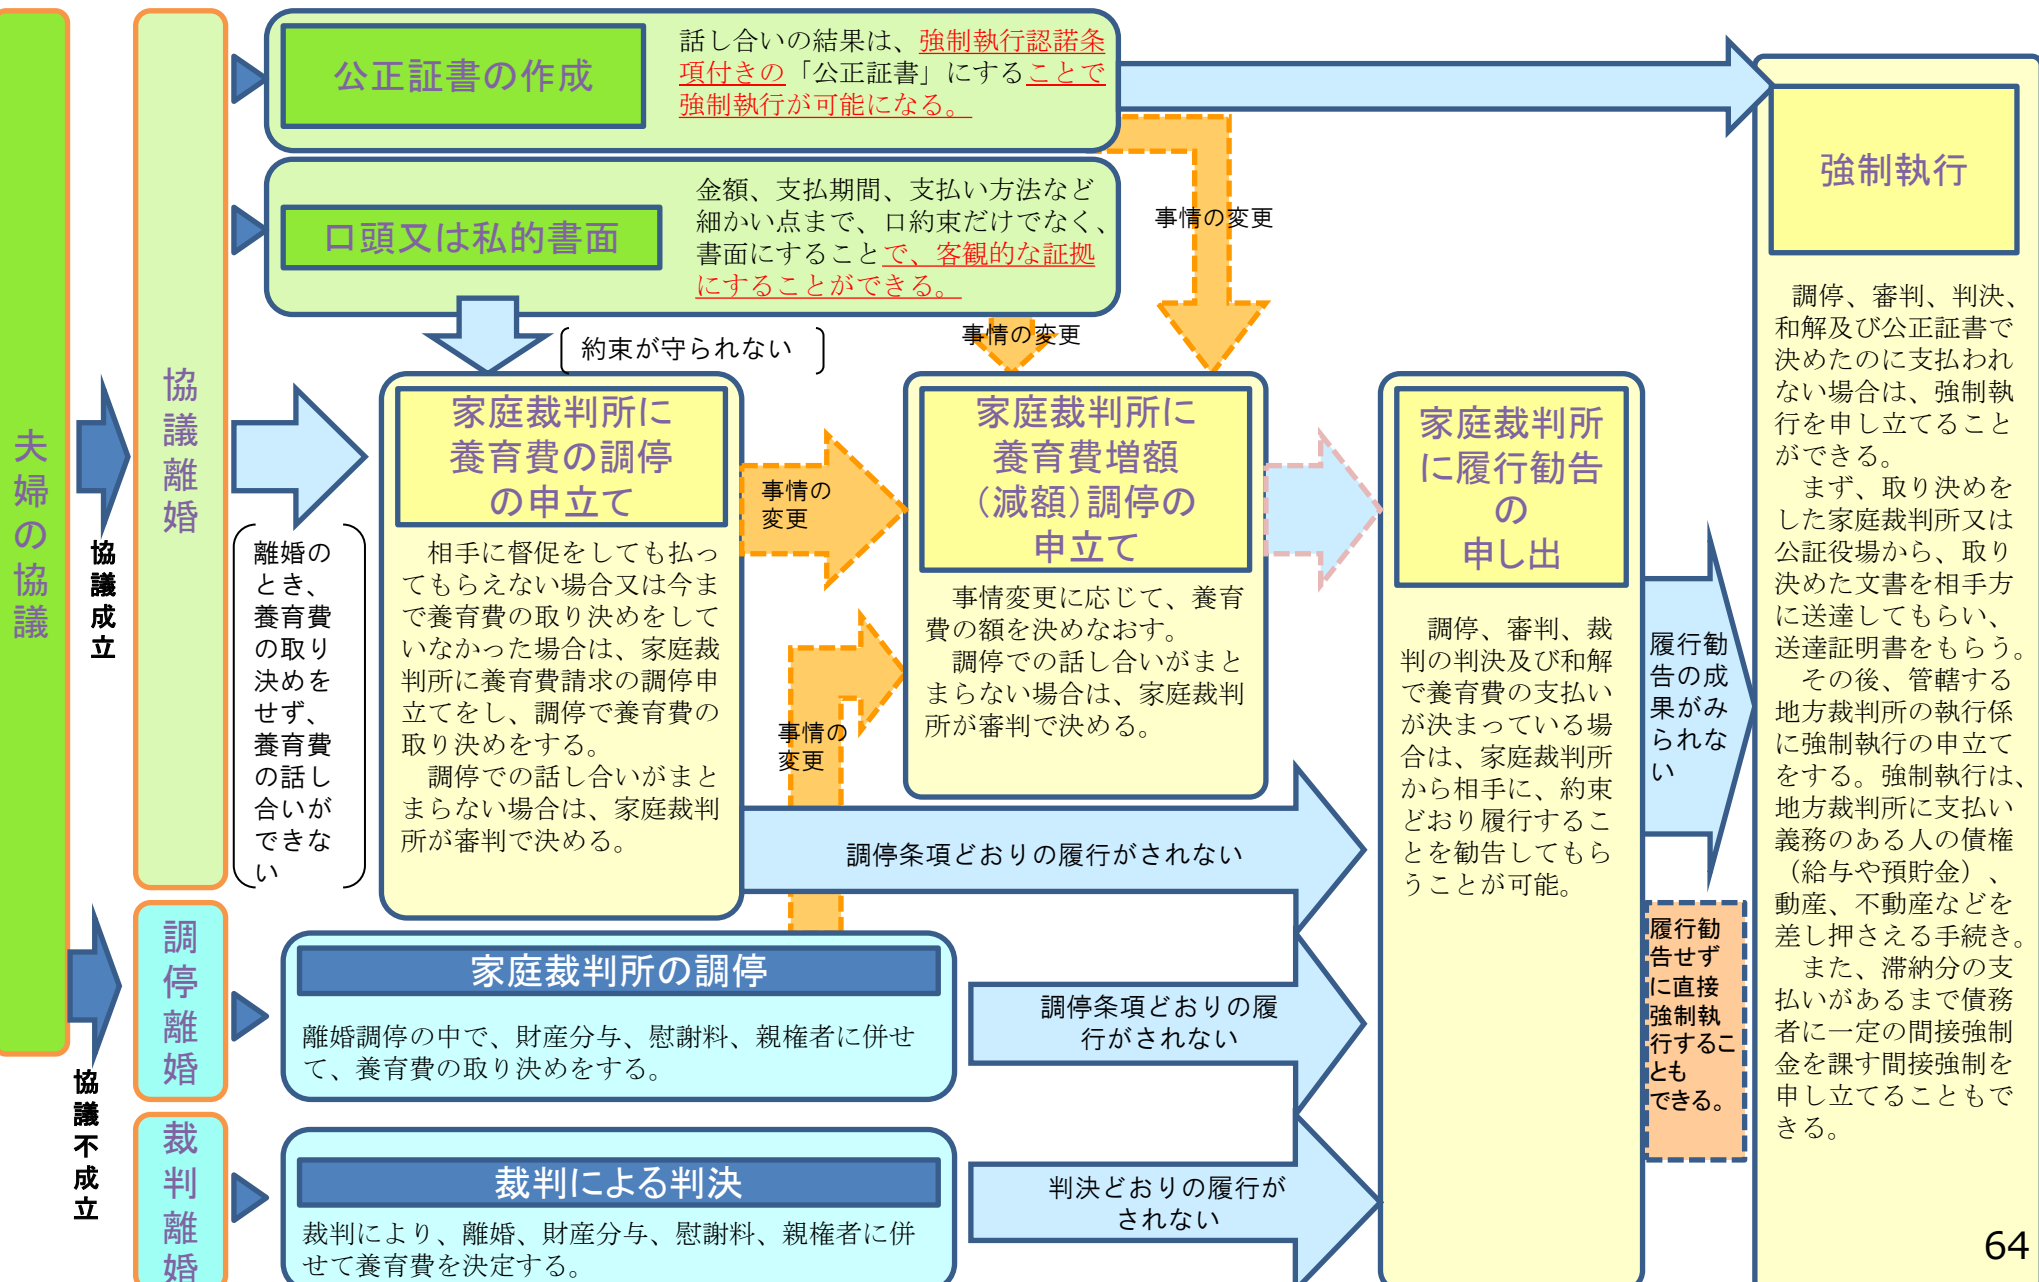 夫婦の協議
協議成立
協議不成立
協議離婚
公正証書の作成
話し合いの結果は、強制執行認諾条
項付きの「公正証書」にすることで
強制執行が可能になる。
口頭又は私的書面
金額、支払期間、支払い方法など
細かい点まで、口約束だけでなく、
書面にすることで、客観的な証拠
にすることができる。
約束が守られない
事情の変更
事情の変更
離婚の
とき、
養育費
の取り
決めを
せず、
養育費
の話し
合いが
できな
い
家庭裁判所に
養育費の調停
の申立て
相手に督促をしても払っ
てもらえない場合又は今ま
で養育費の取り決めをして
いなかった場合は、家庭裁
判所に養育費請求の調停申
立てをし、調停で養育費の
取り決めをする。
調停での話し合いがまと
まらない場合は、家庭裁判
所が審判で決める。
事情の
変更
事情の
変更
家庭裁判所に
養育費増額
(減額)調停の
申立て
事情変更に応じて、養育
費の額を決めなおす。
調停での話し合いがまと
まらない場合は、家庭裁判
所が審判で決める。
調停条項どおりの履行がされない
調停離婚
家庭裁判所の調停
離婚調停の中で、財産分与、慰謝料、親権者に併せ
て、養育費の取り決めをする。
調停条項どおりの履
行がされない
裁判離婚
裁判による判決
裁判により、離婚、財産分与、慰謝料、親権者に併
せて養育費を決定する。
判決どおりの履行が
されない
家庭裁判所
に履行勧告
の
申し出
調停、審判、裁
判の判決及び和解
で養育費の支払い
が決まっている場
合は、家庭裁判所
から相手に、約束
どおり履行するこ
とを勧告してもら
うことが可能。
履行勧
告の成
果がみ
られな
い
履行勧
告せず
に直接
強制執
行するこ
とも
できる。
強制執行
調停、審判、判決、
和解及び公正証書で
決めたのに支払われ
ない場合は、強制執
行を申し立てること
ができる。
まず、取り決めを
した家庭裁判所又は
公証役場から、取り
決めた文書を相手方
に送達してもらい、
送達証明書をもらう。
その後、管轄する
地方裁判所の執行係
に強制執行の申立て
をする。強制執行は、
地方裁判所に支払い
義務のある人の債権
（給与や預貯金）、
動産、不動産などを
差し押さえる手続き。
また、滞納分の支
払いがあるまで債務
者に一定の間接強制
金を課す間接強制を
申し立てることもで
きる。
64